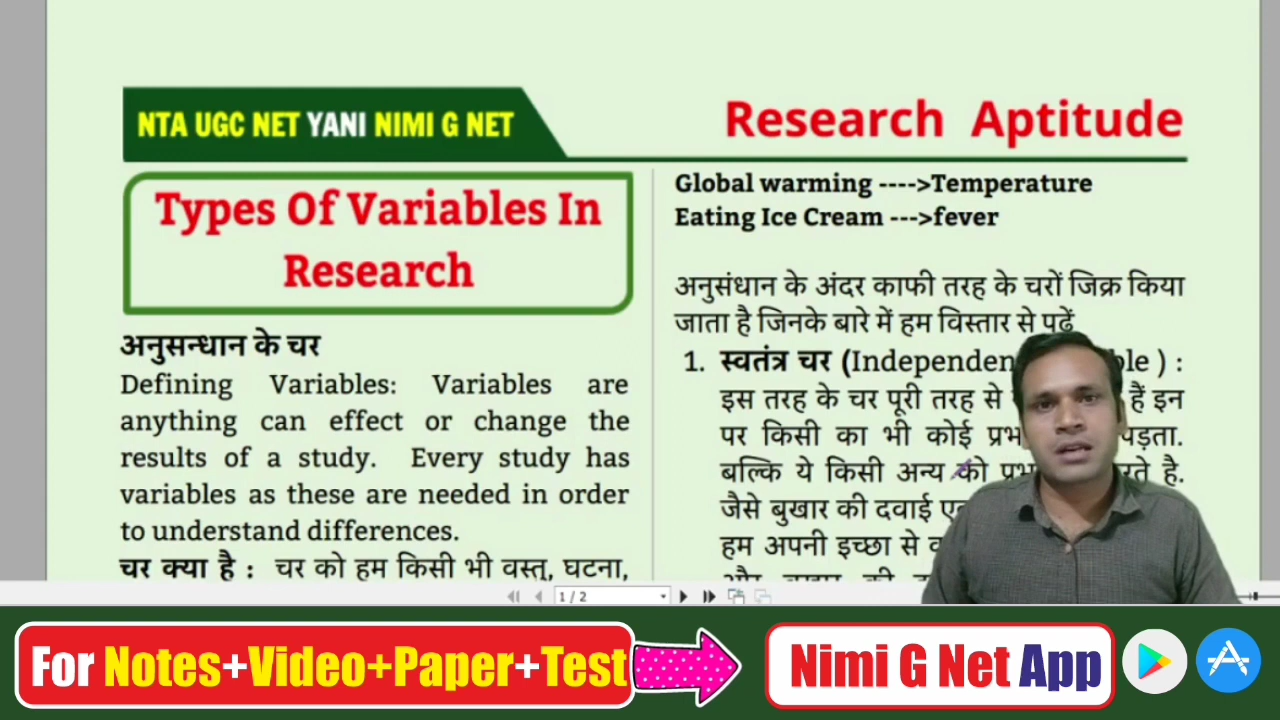 NTA UGC NET YANI NIMI G NET
Research Aptitude
Types Of Variables In
Research
अनुसन्धान के चर
Defining Variables: Variables are
anything can effect or change the
results of a study. Every study has
variables as these are needed in order
to understand differences.
चर क्या है : चर को हम किसी भी वस्तु, घटना,
Global warming ---->Temperature
Eating Ice Cream --->fever
अनुसंधान के अंदर काफी तरह के चरों जिक्र किया
जाता है जिनके बारे में हम विस्तार से पढ़ें
1. स्वतंत्र चर (Independen ble ) :
इस तरह के चर पूरी तरह से हैं इन
पर किसी का भी कोई पड़ता.
बल्कि ये किसी अन्य को है.
जैसे बुखार की दवाई
हम अपनी इच्छा से
1 / 2
For Notes+Video+Paper+Test
Nimi G Net App